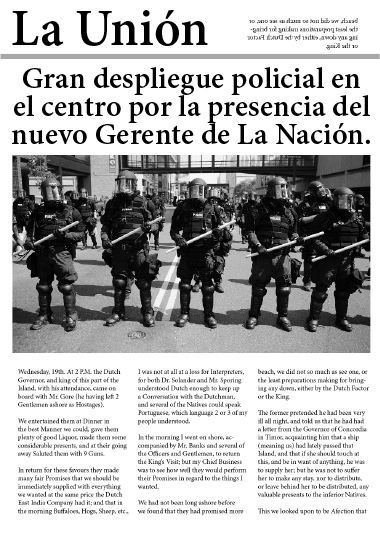 La Unión
beach, we did not so much as see one, or
the least preparations making for bring-
ing any down, either by the Dutch Factor
or the King.
Gran despliegue policial en
el centro por la presencia del
nuevo Gerente de La Nación.
Wednesday, 19th. At 2 P.M. the Dutch
Governor, and king of this part of the
Island, with his attendance, came on
board with Mr. Gore (he having left 2
Gentlemen ashore as Hostages).
We entertained them at Dinner in
the best Manner we could, gave them
plenty of good Liquor, made them some
considerable presents, and at their going
away Saluted them with 9 Guns.
In return for these favours they made
many fair Promises that we should be
immediately supplied with everything
we wanted at the same price the Dutch
East India Company had it; and that in
the morning Buffaloes, Hogs, Sheep, etc.,
I was not at all at a loss for Interpreters,
for both Dr. Solander and Mr. Sporing
understood Dutch enough to keep up
a Conversation with the Dutchman,
and several of the Natives could speak
Portuguese, which language 2 or 3 of my
people understood.
In the morning I went on shore, ac-
companied by Mr. Banks and several of
the Officers and Gentlemen, to return
the King's Visit; but my Chief Business
was to see how well they would perform
their Promises in regard to the things I
wanted.
We had not been long ashore before
we found that they had promised more
beach, we did not so much as see one, or
the least preparations making for bring-
ing any down, either by the Dutch Factor
or the King.
The former pretended he had been very
ill all night, and told us that he had had
a letter from the Governor of Concordia
in Timor, acquainting him that a ship
(meaning us) had lately passed that
Island, and that if she should touch at
this, and be in want of anything, he was
to supply her; but he was not to suffer
her to make any stay, nor to distribute,
or leave behind her to be distributed, any
valuable presents to the inferior Natives.
This we looked upon to be Afection that